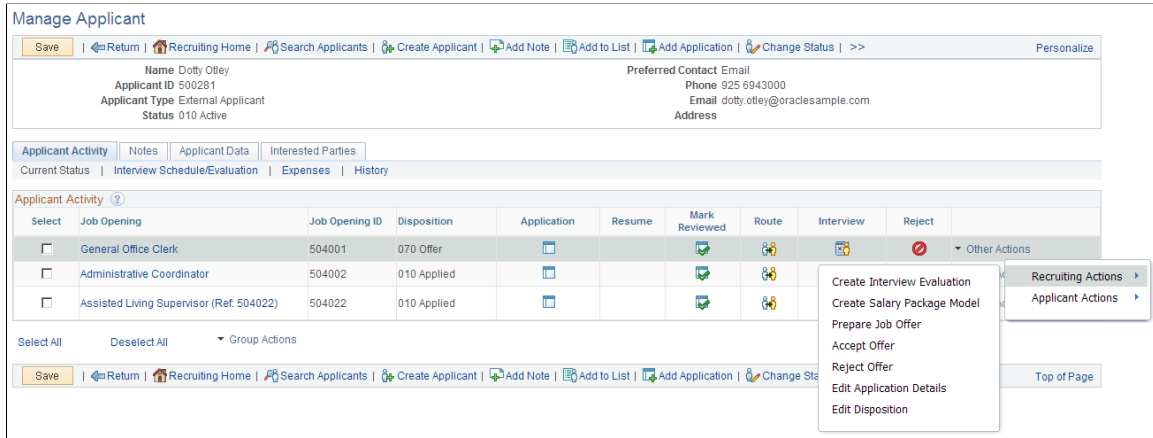 Manage Applicant
Save | Return | Recruiting Home | Search Applicants | Create Applicant | Add Note | Add to List | Add Application | Change Status | >> Personalize
Name Dotty Otley Preferred Contact Email
Applicant ID 500281 Phone 925 6943000
Applicant Type External Applicant Email dotty.otley@oraclesample.com
Status 010 Active Address
Applicant Activity Notes Applicant Data Interested Parties
Current Status | Interview Schedule/Evaluation | Expenses | History
Applicant Activity ?
Select Job Opening Job Opening ID Disposition Application Resume Mark Reviewed Route Interview Reject
General Office Clerk 504001 070 Offer Other Actions
Administrative Coordinator 504002 010 Applied
Assisted Living Supervisor (Ref: 504022) 504022 010 Applied
Recruiting Actions
Applicant Actions
Create Interview Evaluation
Create Salary Package Model
Prepare Job Offer
Accept Offer
Reject Offer
Edit Application Details
Edit Disposition
Select All Deselect All Group Actions
Save | Return | Recruiting Home | Search Applicants | Create Applicant | Add Note | Add to List | Add Application | Change Sta Top of Page